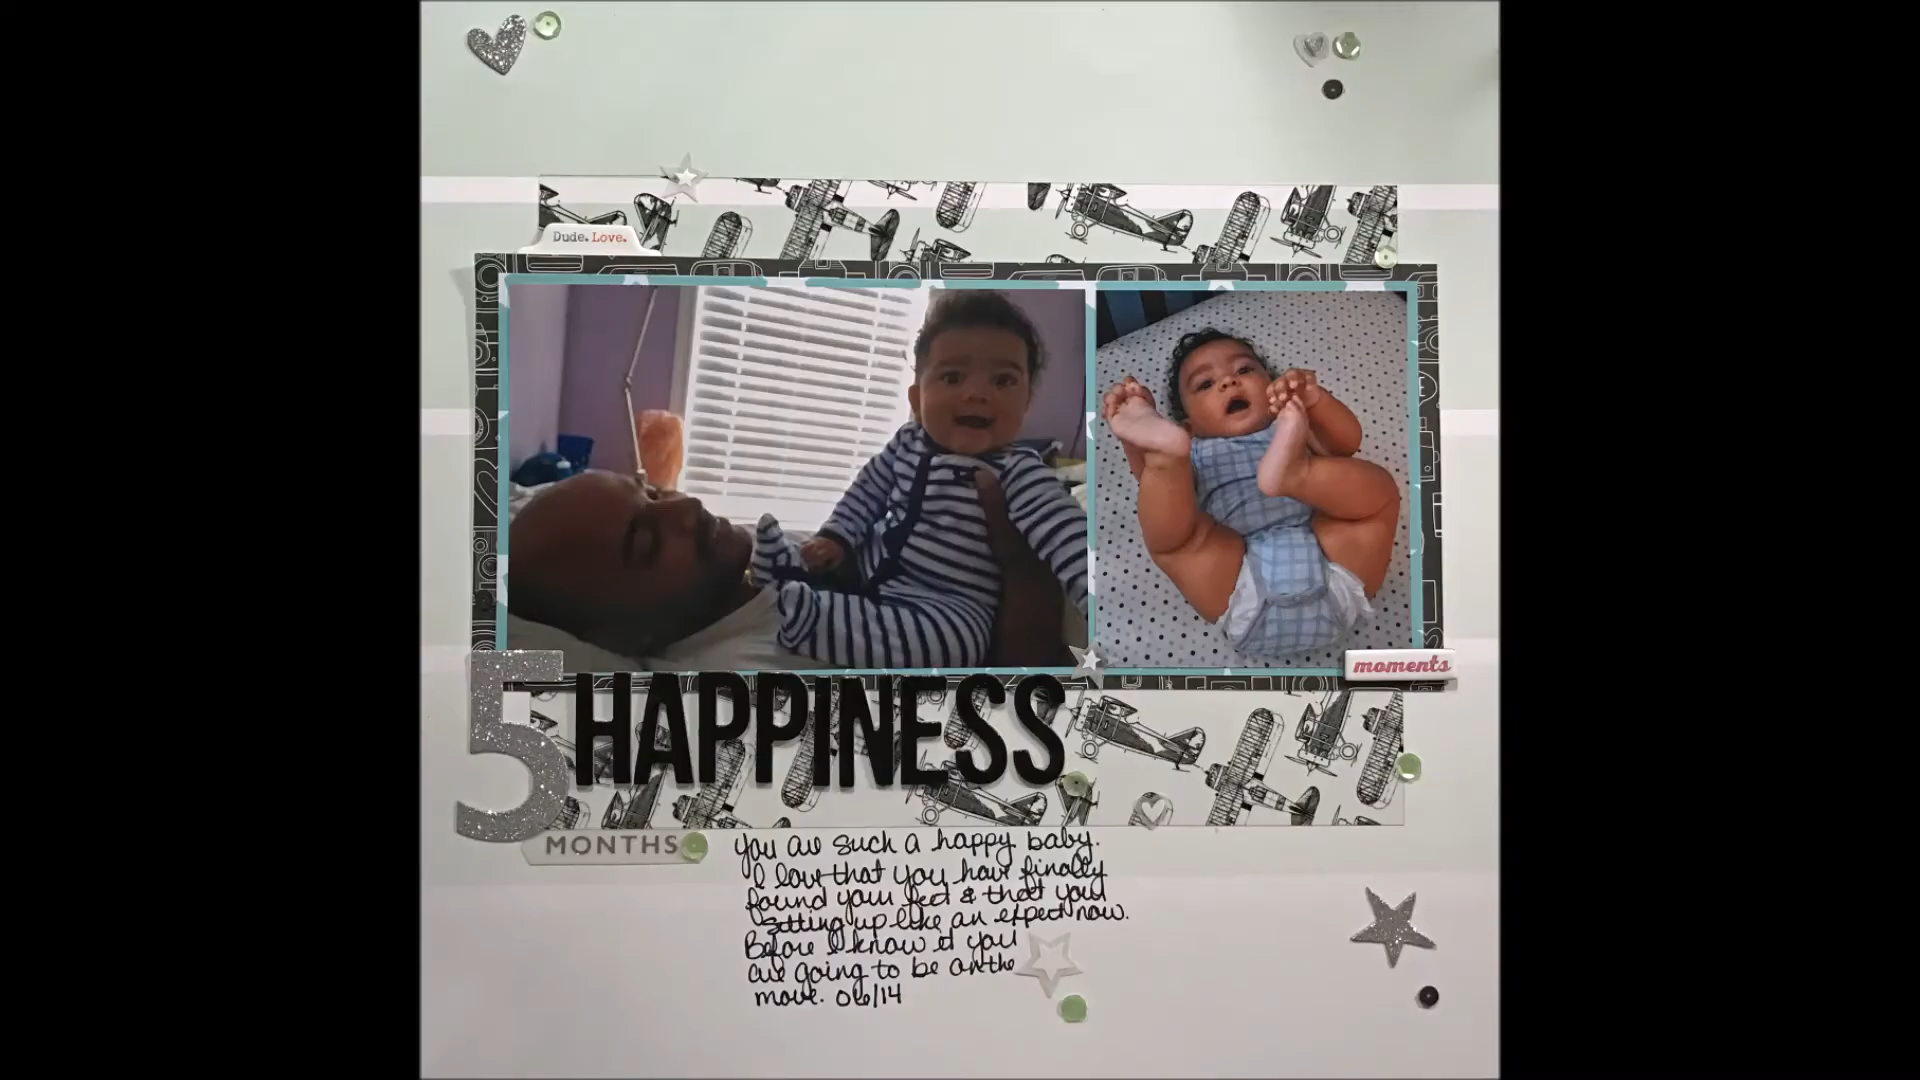 Dude. Love.
moments
5 HAPPINESS
MONTHS
you are such a happy baby.
I love that you have finally
found your feet & that your
sitting up like an expect now.
Before I know it you
are going to be on the
move. 06/14